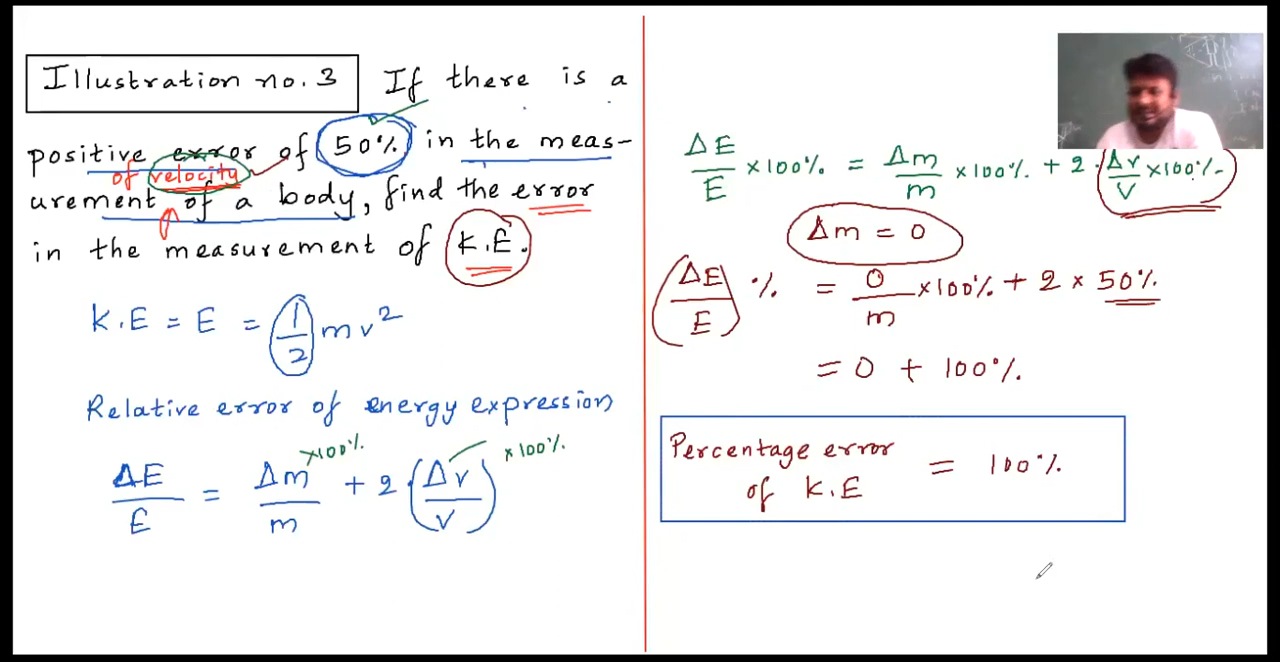 Illustration no.3 If there is a
positive error of 50% in the meas-
of velocity
urement of a body, find the error
in the measurement of K.E.
K.E = E = 1/2 mv²
Relative error of energy expression
ΔE/E = Δm/m ×100% + 2.(Δv/v) ×100%
ΔE/E ×100% = Δm/m ×100% + 2.Δv/v ×100%
Δm = 0
(ΔE/E) % = 0/m ×100% + 2 × 50%
= 0 + 100%
Percentage error
of K.E = 100%